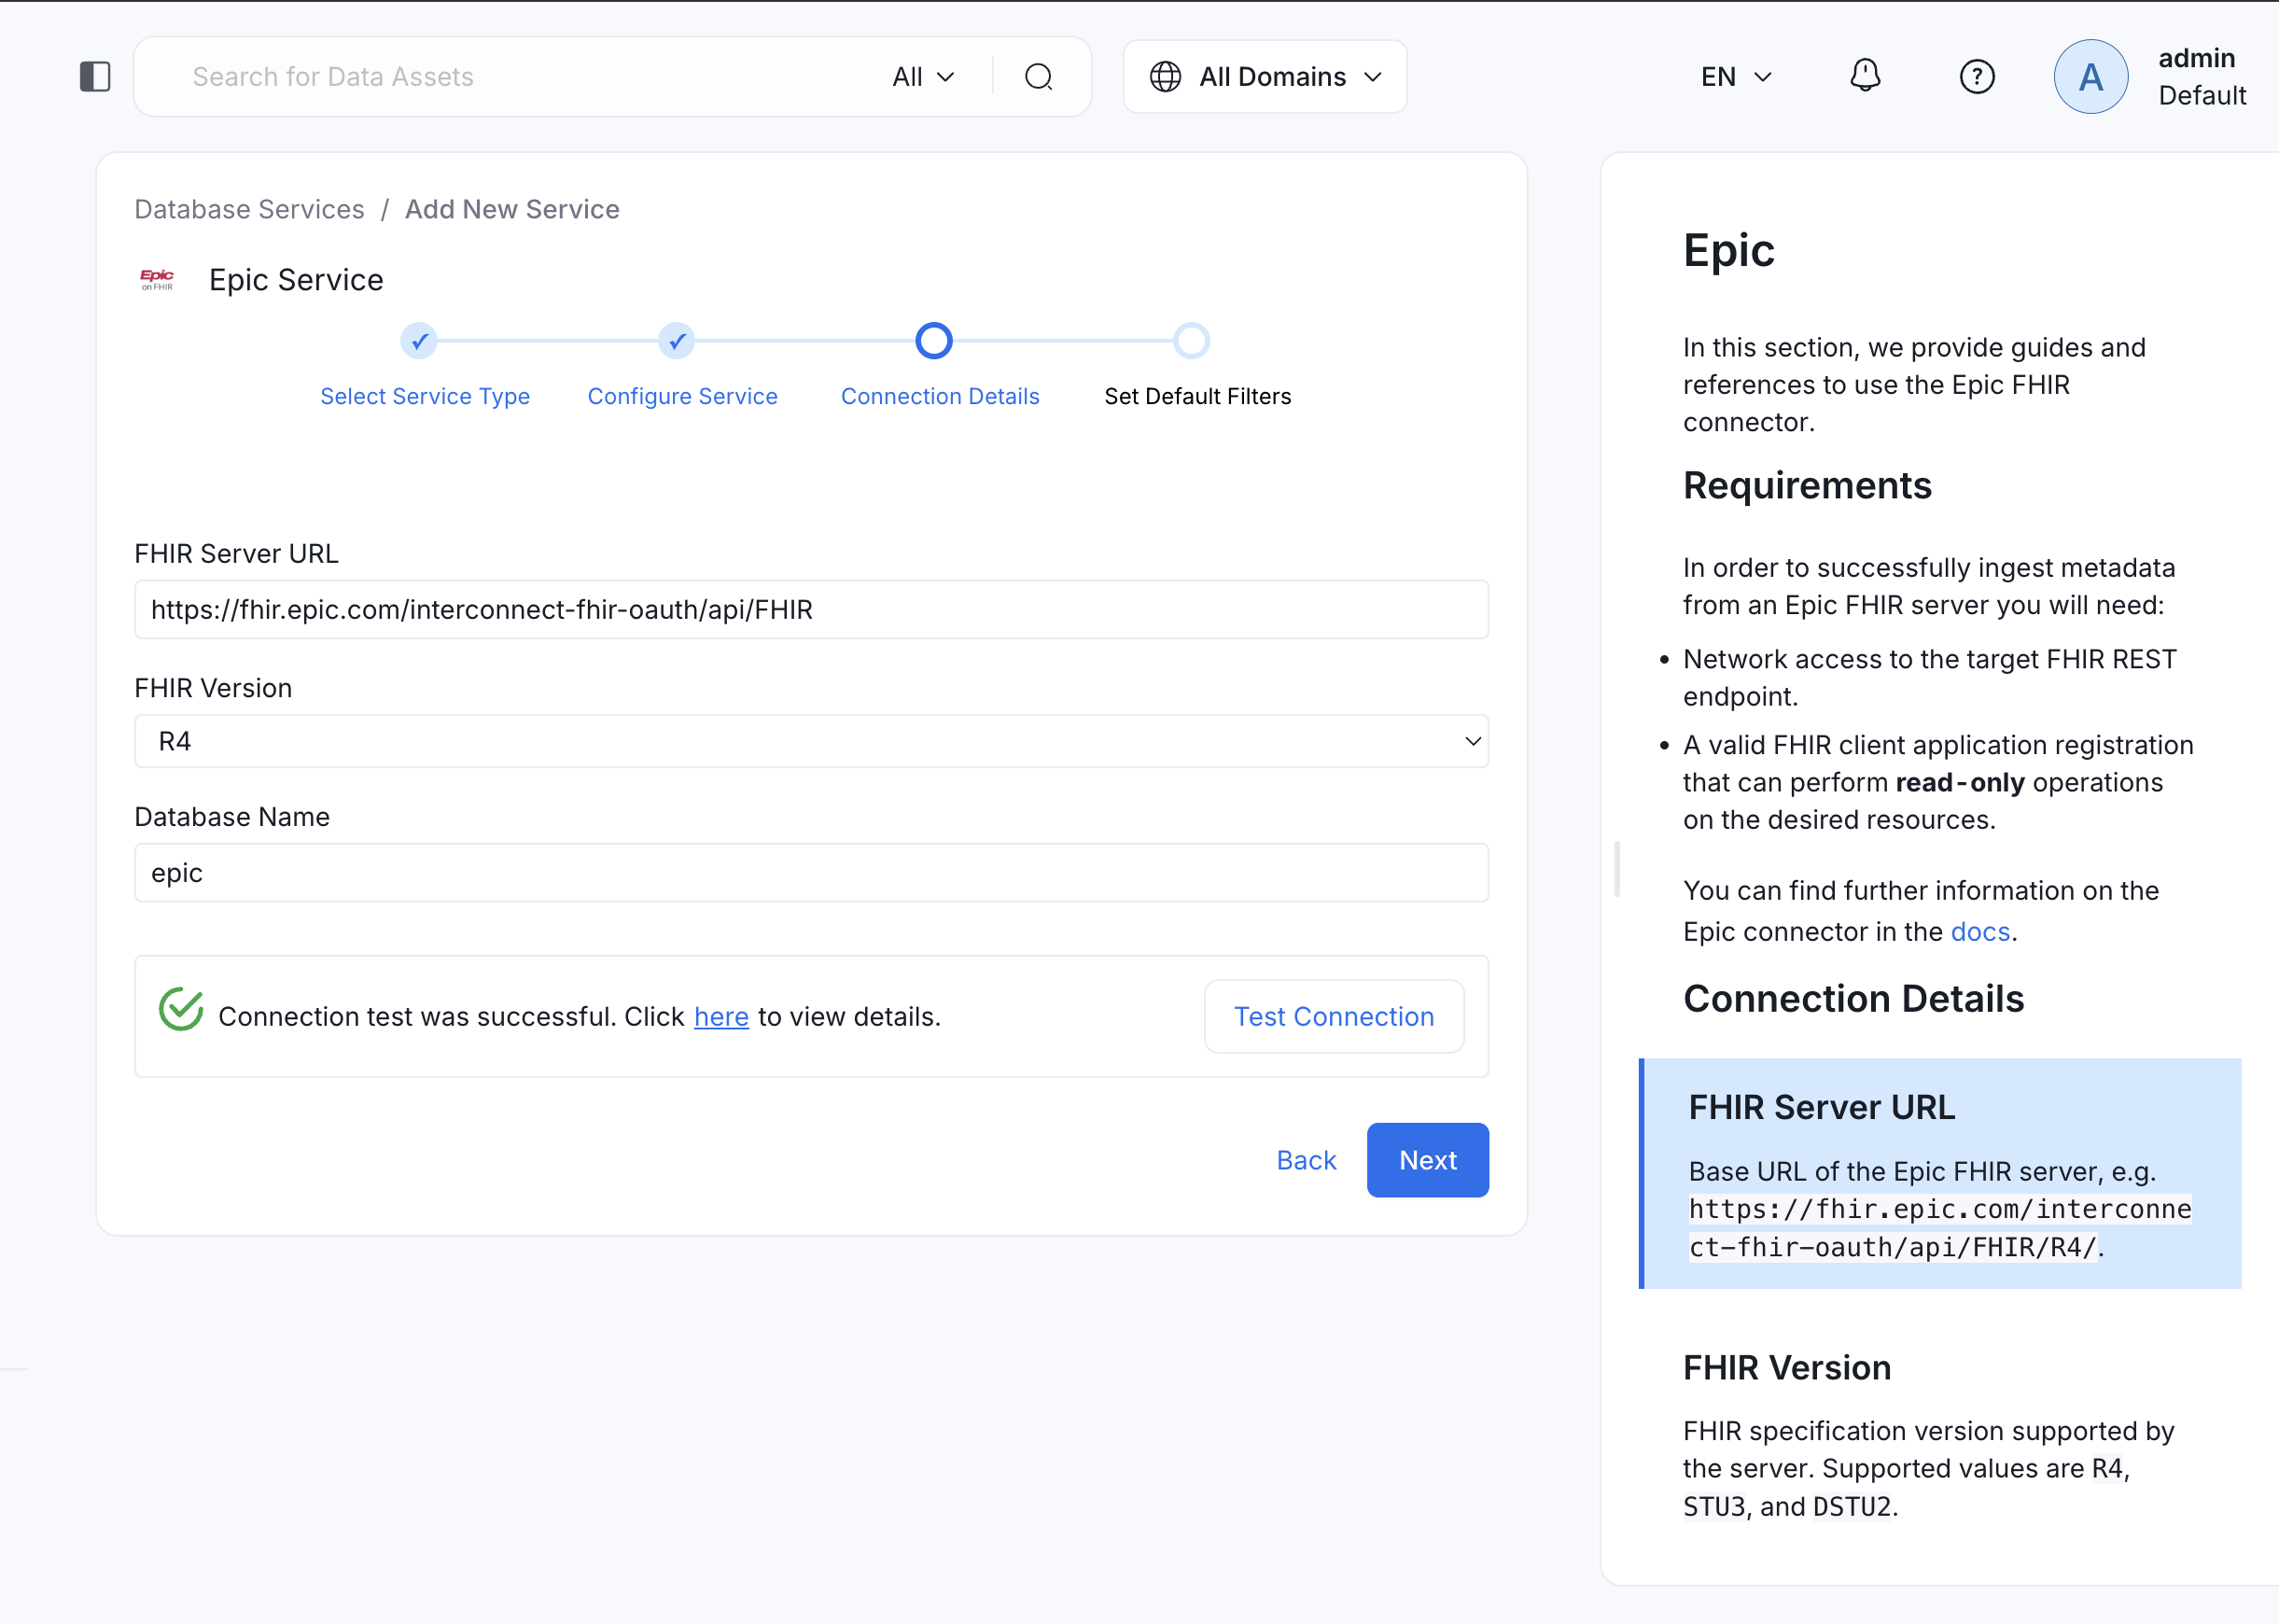 Search for Data Assets
All
All Domains
EN
A
admin
Default
Database Services / Add New Service
Epic
on FHIR
Epic Service
Select Service Type
Configure Service
Connection Details
Set Default Filters
FHIR Server URL
https://fhir.epic.com/interconnect-fhir-oauth/api/FHIR
FHIR Version
R4
Database Name
epic
Connection test was successful. Click here to view details.
Test Connection
Back
Next
Epic
In this section, we provide guides and
references to use the Epic FHIR
connector.
Requirements
In order to successfully ingest metadata
from an Epic FHIR server you will need:
• Network access to the target FHIR REST
endpoint.
• A valid FHIR client application registration
that can perform read-only operations
on the desired resources.
You can find further information on the
Epic connector in the docs.
Connection Details
FHIR Server URL
Base URL of the Epic FHIR server, e.g.
https://fhir.epic.com/interconne
ct-fhir-oauth/api/FHIR/R4/.
FHIR Version
FHIR specification version supported by
the server. Supported values are R4,
STU3, and DSTU2.